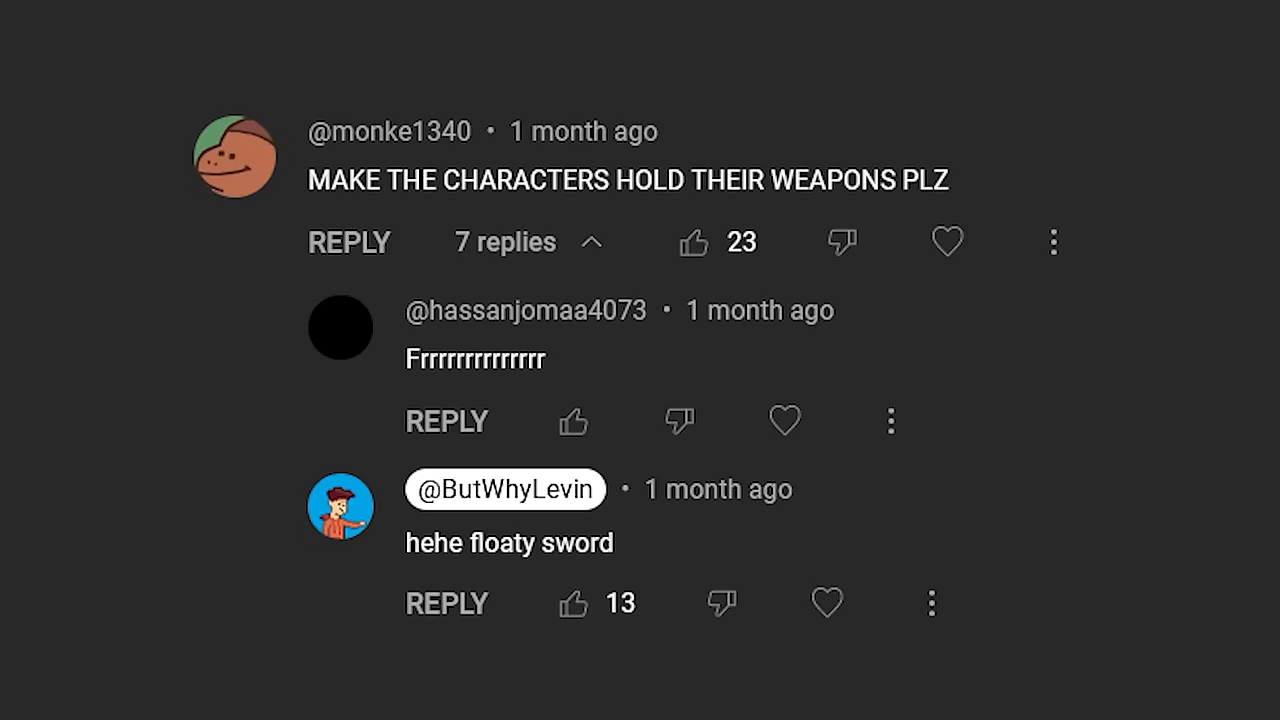 @monke1340 • 1 month ago
MAKE THE CHARACTERS HOLD THEIR WEAPONS PLZ
REPLY 7 replies 23
@hassanjomaa4073 • 1 month ago
Frrrrrrrrrrrrrr
REPLY
@ButWhyLevin • 1 month ago
hehe floaty sword
REPLY 13